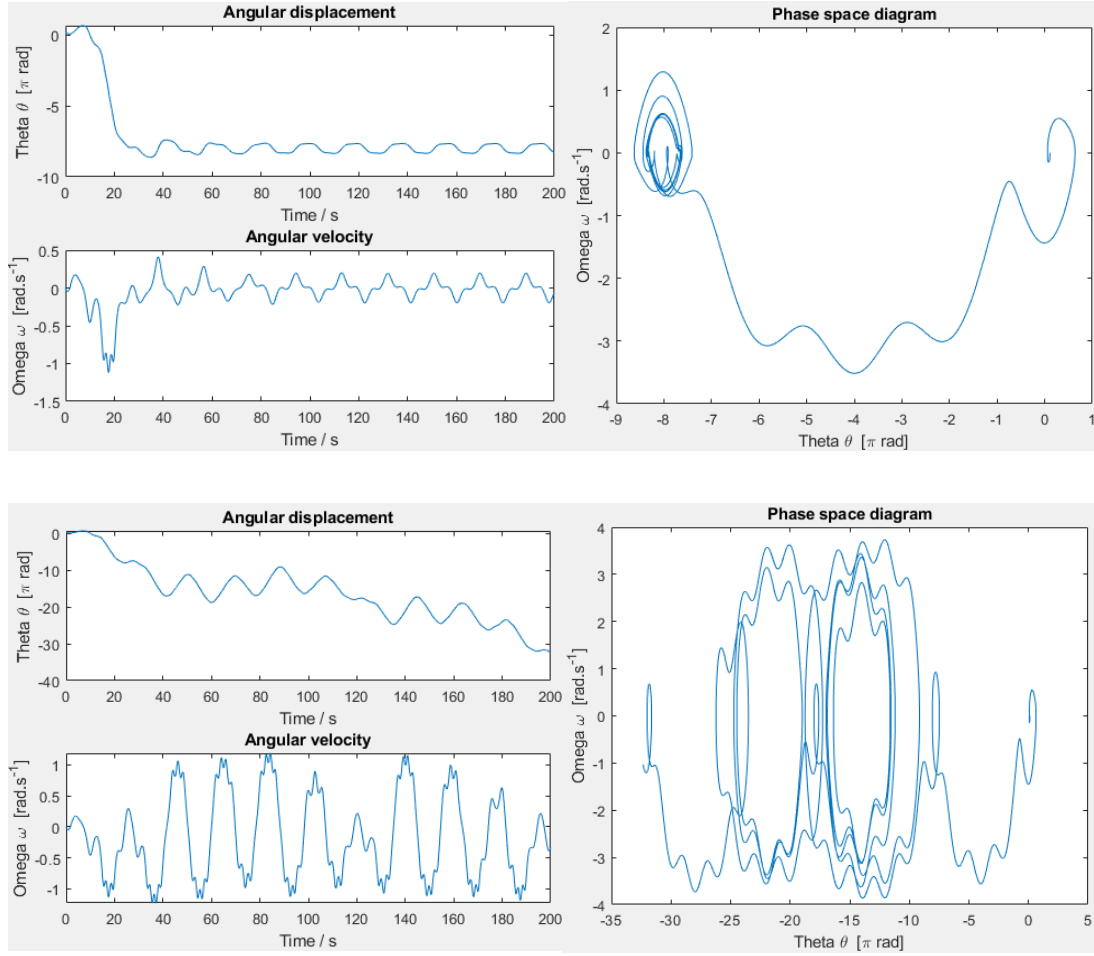 Angular displacement
Theta θ [π rad]
0
-5
-10
0 20 40 60 80 100 120 140 160 180 200
Time / s
Angular velocity
Omega ω [rad.s⁻¹]
0.5
0
-0.5
-1
-1.5
0 20 40 60 80 100 120 140 160 180 200
Time / s
Phase space diagram
Omega ω [rad.s⁻¹]
2
1
0
-1
-2
-3
-4
-9 -8 -7 -6 -5 -4 -3 -2 -1 0 1
Theta θ [π rad]
Angular displacement
Theta θ [π rad]
0
-10
-20
-30
-40
0 20 40 60 80 100 120 140 160 180 200
Time / s
Angular velocity
Omega ω [rad.s⁻¹]
1
0.5
0
-0.5
-1
0 20 40 60 80 100 120 140 160 180 200
Time / s
Phase space diagram
Omega ω [rad.s⁻¹]
4
3
2
1
0
-1
-2
-3
-4
-35 -30 -25 -20 -15 -10 -5 0 5
Theta θ [π rad]